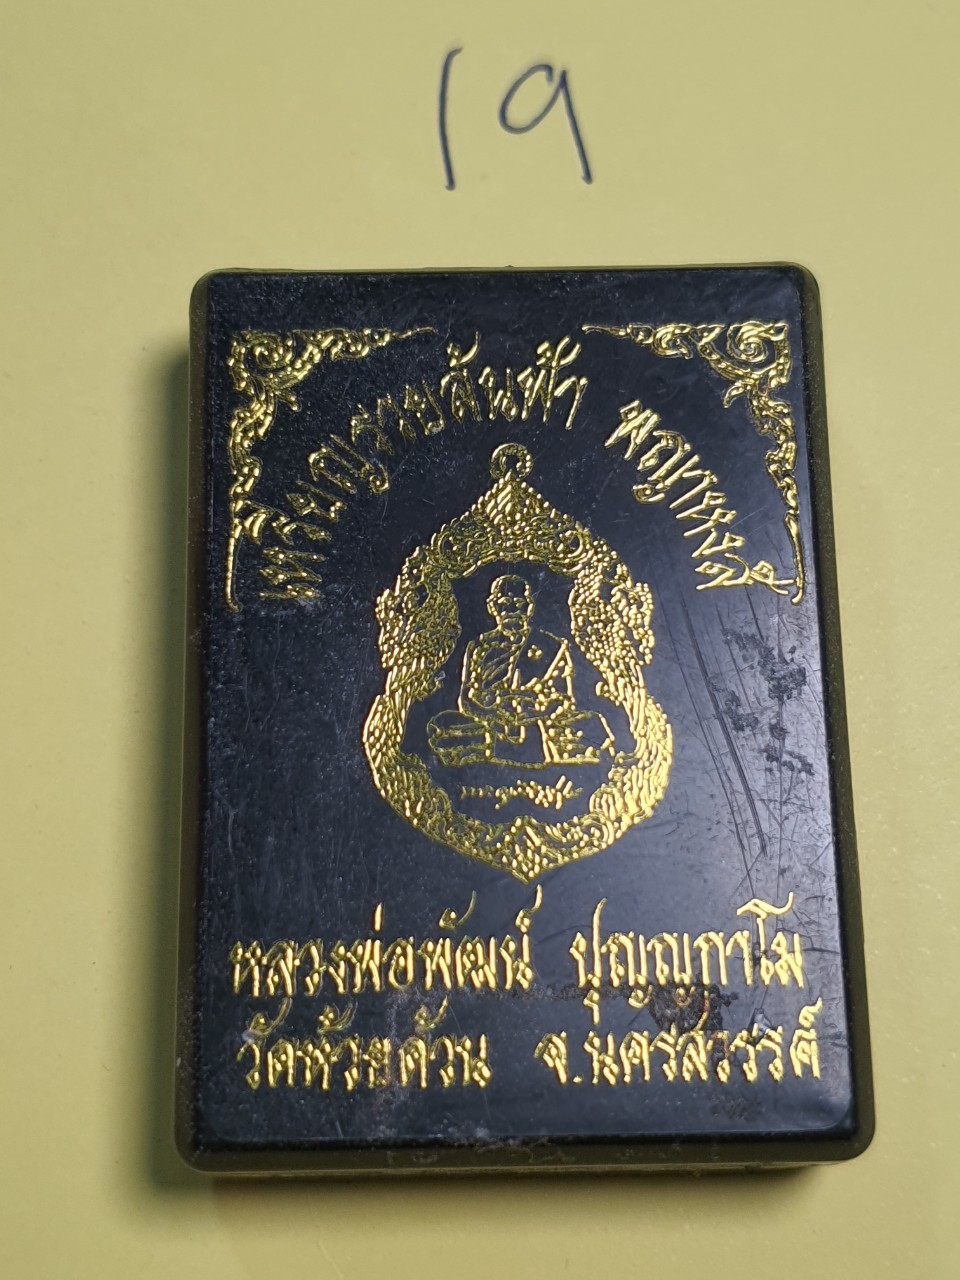 19
เหรียญรวยล้นฟ้า พญาหงส์
หลวงพ่อพัฒน์ ปุญญกาโม
วัดห้วยด้วน จ.นครสวรรค์